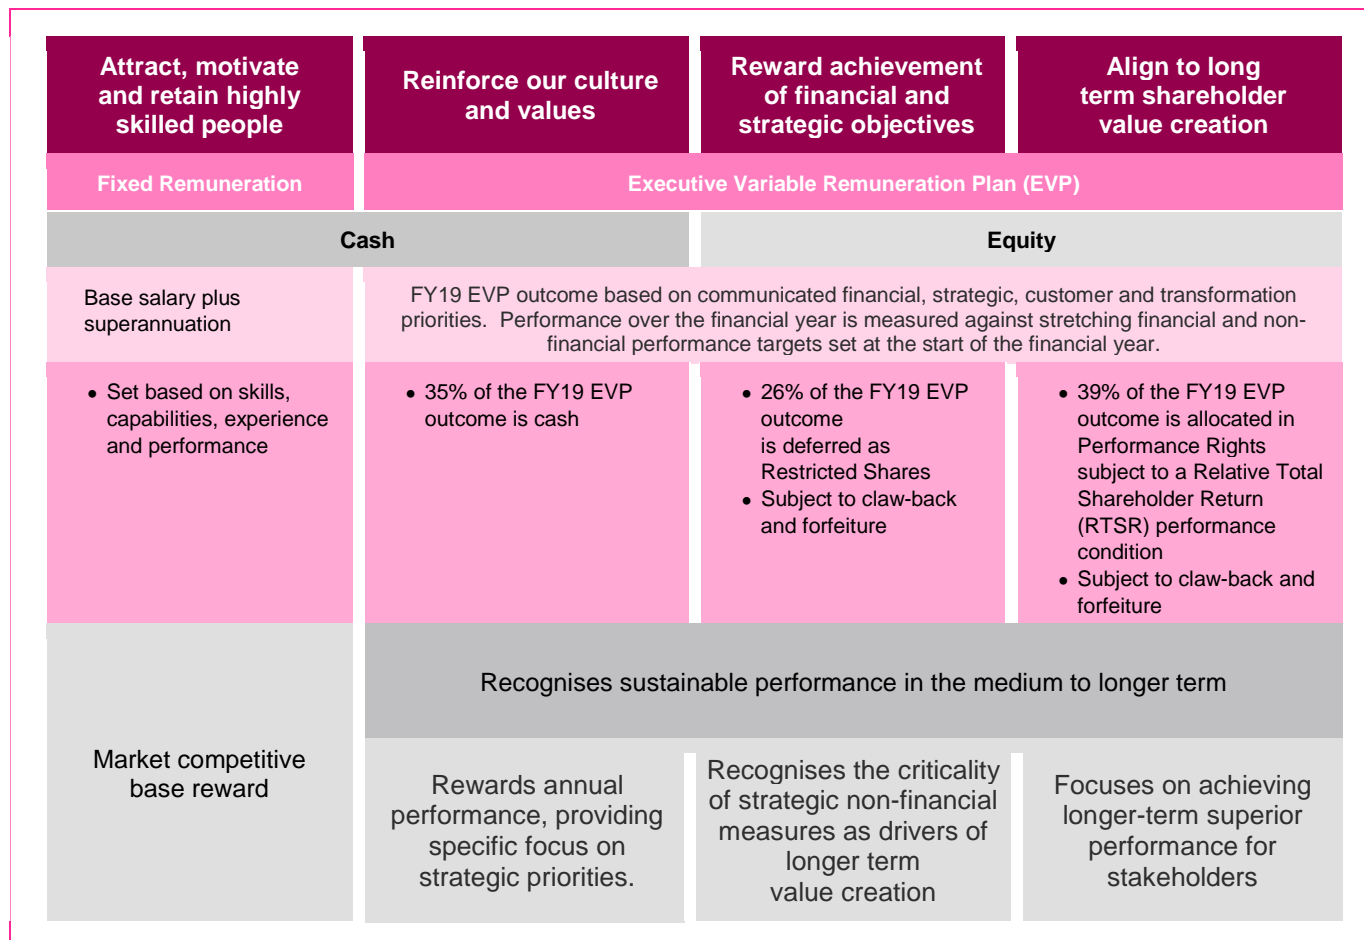 Attract, motivate
and retain highly
skilled people
Reinforce our culture
and values
Reward achievement
of financial and
strategic objectives
Align to long
term shareholder
value creation
Fixed Remuneration
Executive Variable Remuneration Plan (EVP)
Cash
Equity
Base salary plus
superannuation
FY19 EVP outcome based on communicated financial, strategic, customer and transformation
priorities.  Performance over the financial year is measured against stretching financial and non-
financial performance targets set at the start of the financial year.
• Set based on skills,
capabilities, experience
and performance
• 35% of the FY19 EVP
outcome is cash
• 26% of the FY19 EVP
outcome
is deferred as
Restricted Shares
• Subject to claw-back
and forfeiture
• 39% of the FY19 EVP
outcome is allocated in
Performance Rights
subject to a Relative Total
Shareholder Return
(RTSR) performance
condition
• Subject to claw-back and
forfeiture
Market competitive
base reward
Recognises sustainable performance in the medium to longer term
Rewards annual
performance, providing
specific focus on
strategic priorities.
Recognises the criticality
of strategic non-financial
measures as drivers of
longer term
value creation
Focuses on achieving
longer-term superior
performance for
stakeholders